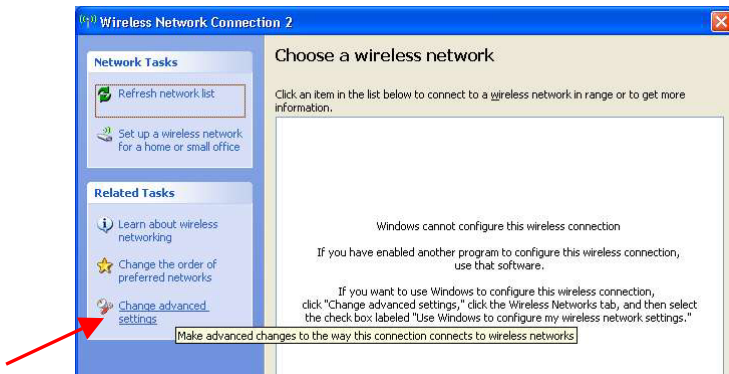 Wireless Network Connection 2
Network Tasks
Refresh network list
Set up a wireless network
for a home or small office
Related Tasks
Learn about wireless
networking
Change the order of
preferred networks
Change advanced
settings
Choose a wireless network
Click an item in the list below to connect to a wireless network in range or to get more
information.
Windows cannot configure this wireless connection
If you have enabled another program to configure this wireless connection,
use that software.
If you want to use Windows to configure this wireless connection,
click "Change advanced settings," click the Wireless Networks tab, and then select
the check box labeled "Use Windows to configure my wireless network settings."
Make advanced changes to the way this connection connects to wireless networks